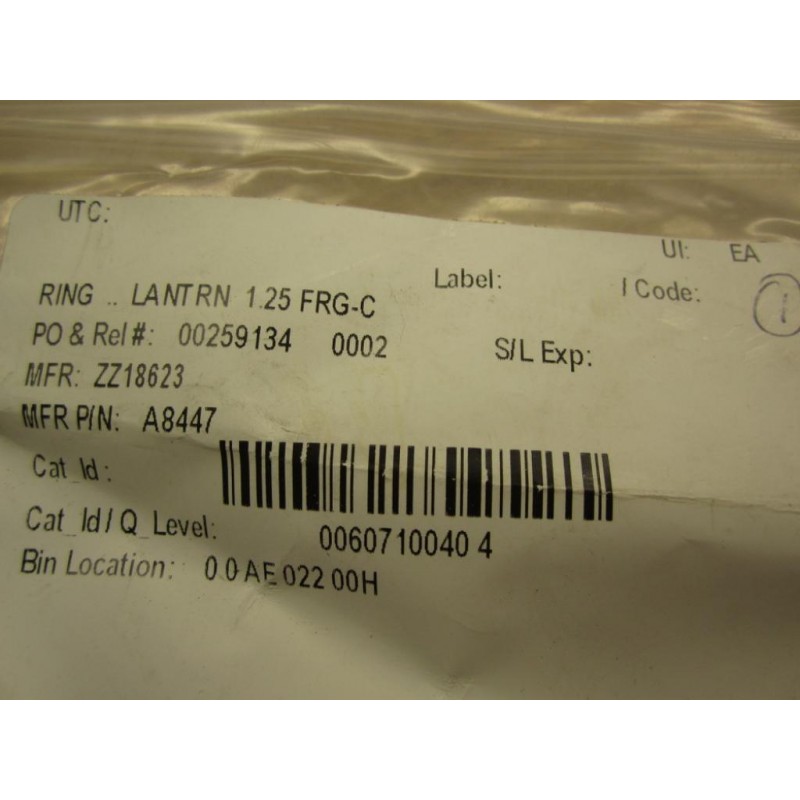 UTC:
UI: EA
RING .. LANTRN 1.25 FRG-C
Label:
I Code: 1
PO & Rel #: 00259134 0002
S/L Exp:
MFR: ZZ18623
MFR P/N: A8447
Cat_Id:
Cat_Id / Q_Level: 0060710040 4
Bin Location: 0 0 AE 022 00H